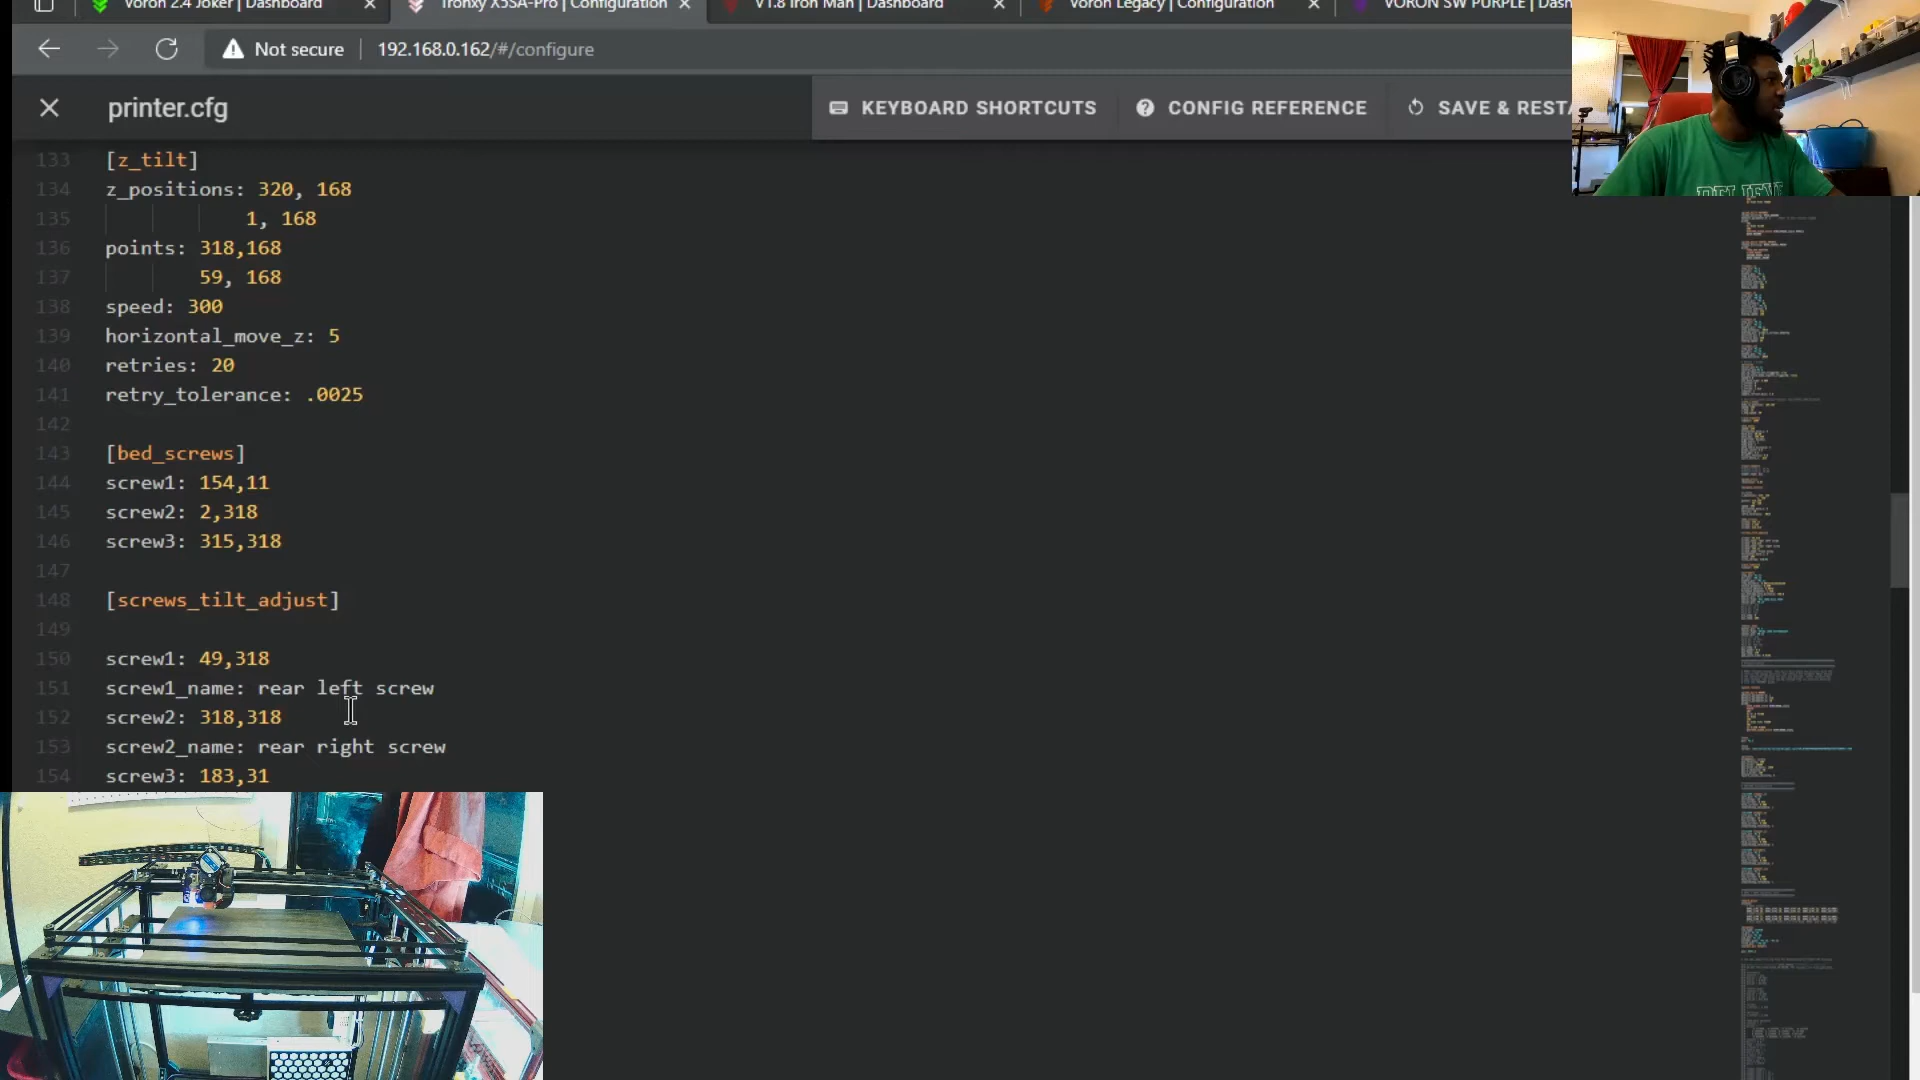 Voron 2.4 Joker | Dashboard
Tronxy X5SA-Pro | Configuration
V1.8 Iron Man | Dashboard
Voron Legacy | Configuration
VORON SW PURPLE | Dash
Not secure
192.168.0.162/#/configure
printer.cfg
KEYBOARD SHORTCUTS
CONFIG REFERENCE
SAVE & RESTA
133 [z_tilt]
134 z_positions: 320, 168
135 1, 168
136 points: 318,168
137 59, 168
138 speed: 300
139 horizontal_move_z: 5
140 retries: 20
141 retry_tolerance: .0025
142
143 [bed_screws]
144 screw1: 154,11
145 screw2: 2,318
146 screw3: 315,318
147
148 [screws_tilt_adjust]
149
150 screw1: 49,318
151 screw1_name: rear left screw
152 screw2: 318,318
153 screw2_name: rear right screw
154 screw3: 183,31